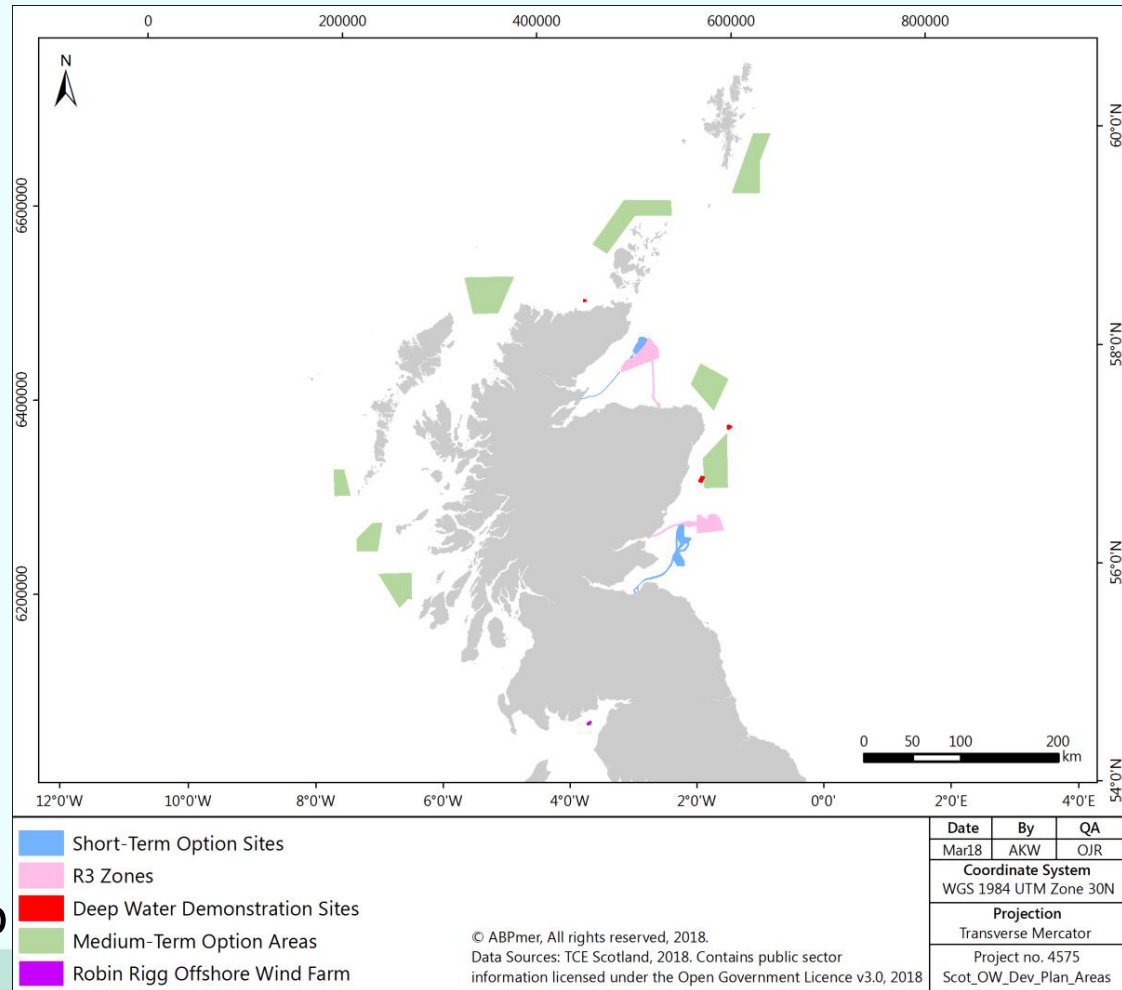 0 200000 400000 600000 800000
N
6600000
6400000
6200000
60°0'N
58°0'N
56°0'N
54°0'N
0 50 100 200
km
12°0'W 10°0'W 8°0'W 6°0'W 4°0'W 2°0'W 0°0' 2°0'E 4°0'E
Short-Term Option Sites
R3 Zones
Deep Water Demonstration Sites
Medium-Term Option Areas
Robin Rigg Offshore Wind Farm
© ABPmer, All rights reserved, 2018.
Data Sources: TCE Scotland, 2018. Contains public sector
information licensed under the Open Government Licence v3.0, 2018
Date By QA
Mar18 AKW OJR
Coordinate System
WGS 1984 UTM Zone 30N
Projection
Transverse Mercator
Project no. 4575
Scot_OW_Dev_Plan_Areas